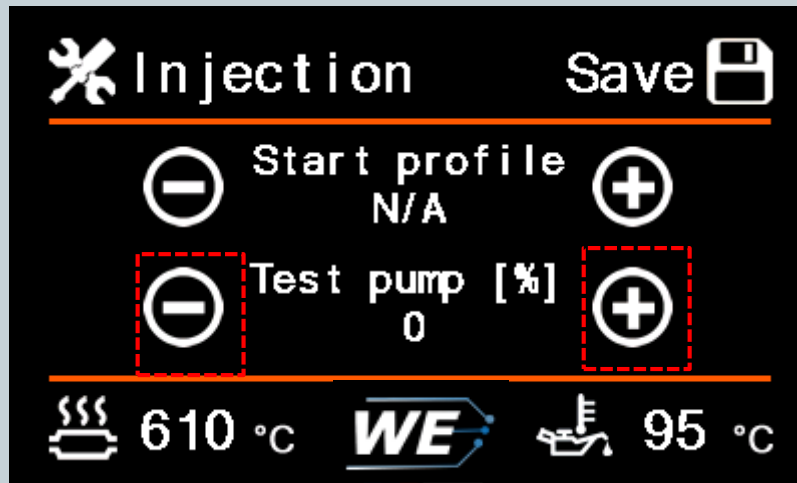 Injection Save
Start profile
N/A
Test pump [%]
0
610 °C WE 95 °C